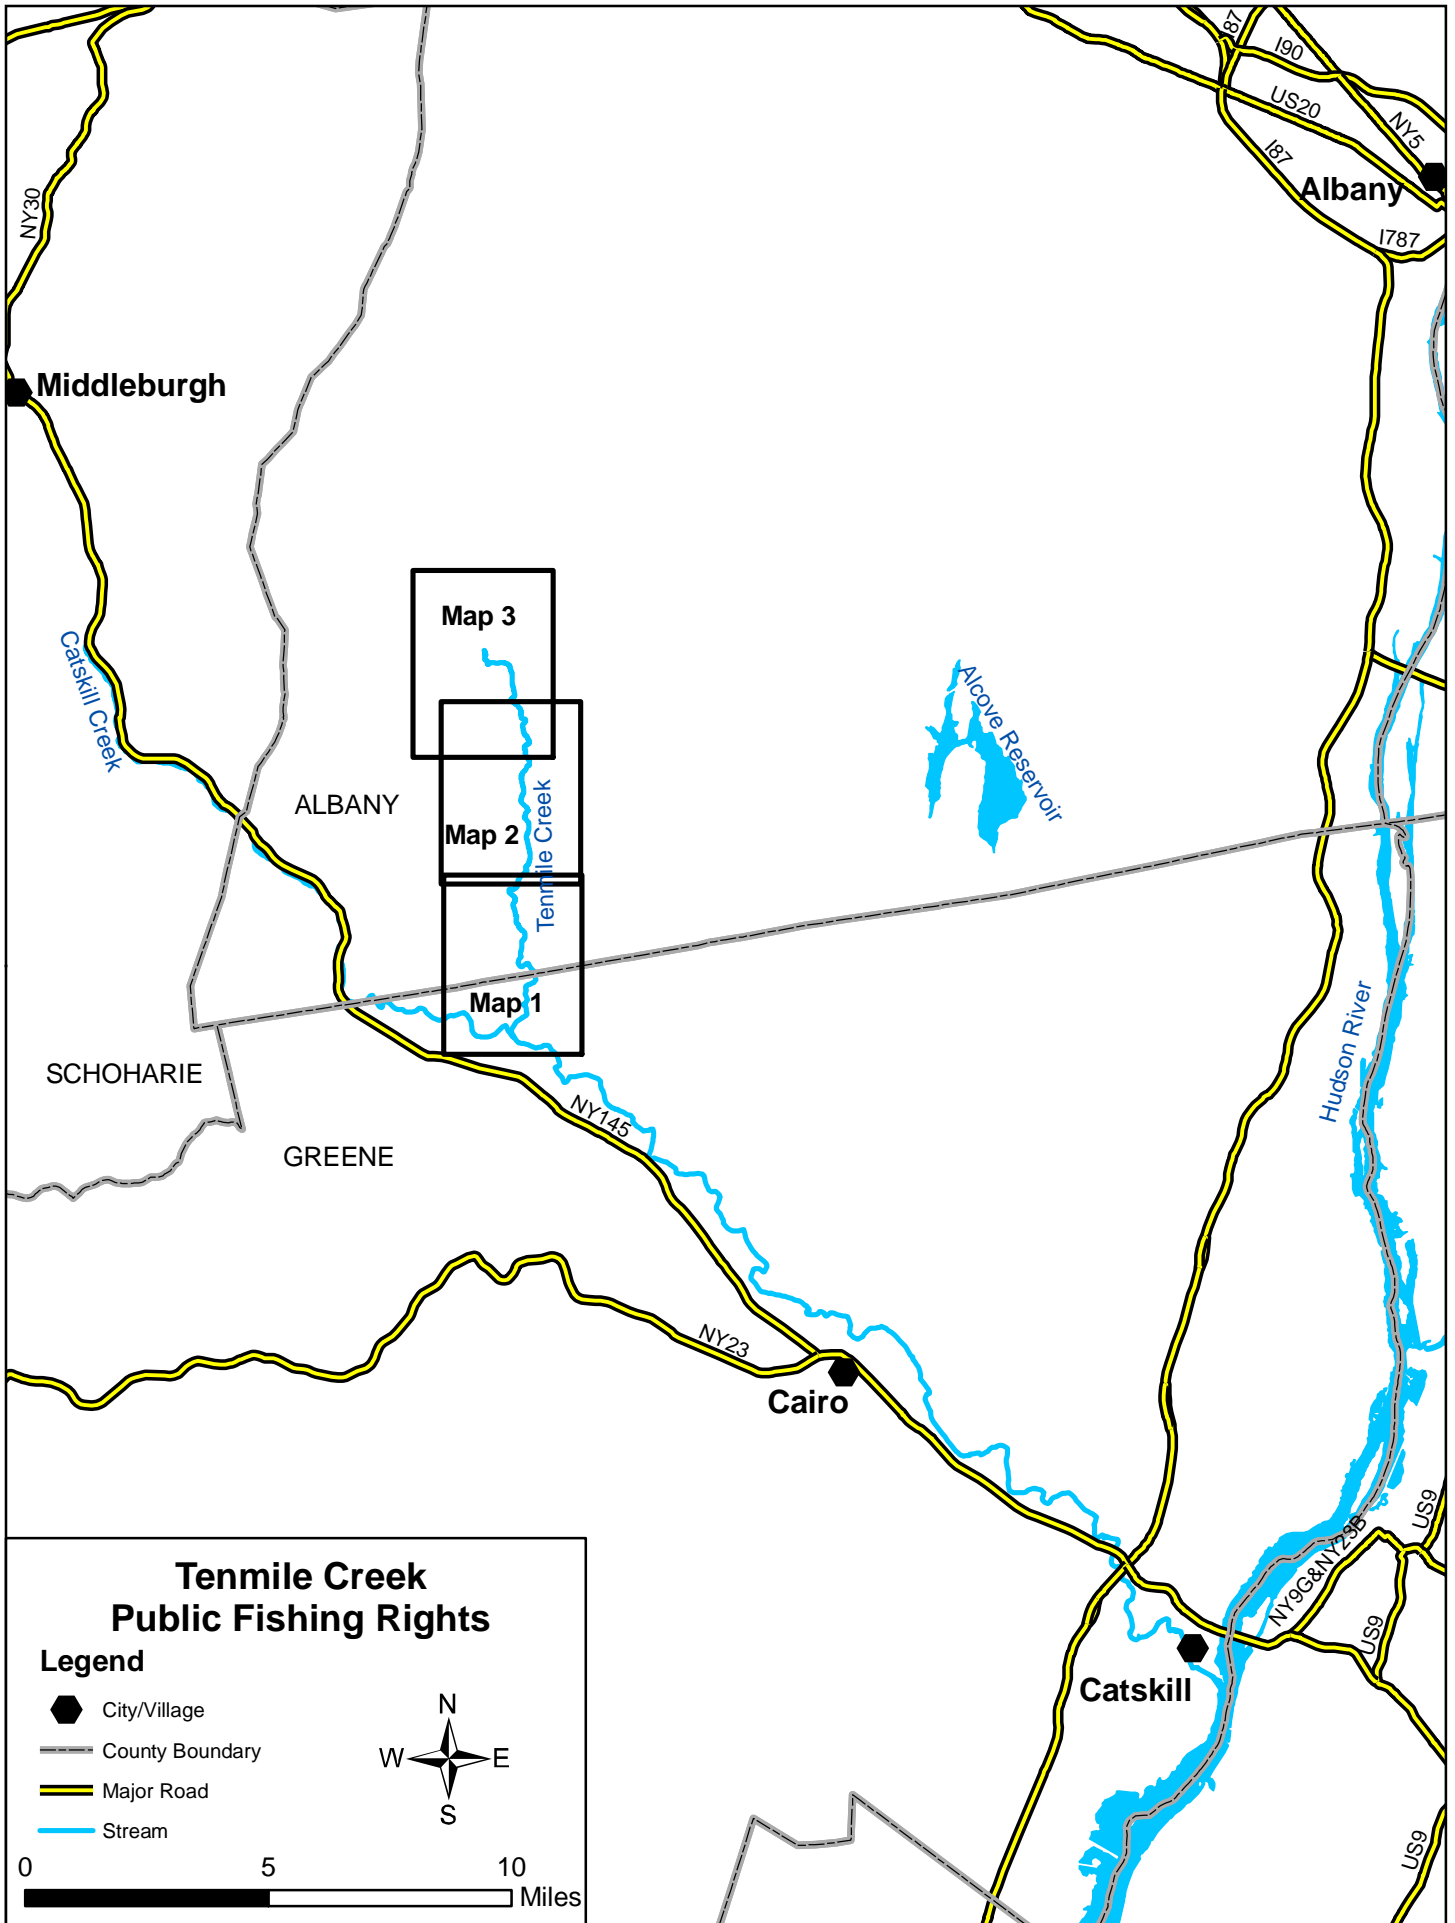 I87
I90
US20
NY5
I87
Albany
I787
NY30
Middleburgh
Map 3
Catskill Creek
Alcove Reservoir
ALBANY
Map 2
Tenmile Creek
Map 1
Hudson River
SCHOHARIE
NY145
GREENE
NY23
Cairo
US9
NY9G&NY23B
US9
Catskill
US9
Tenmile Creek
Public Fishing Rights
Legend
City/Village
County Boundary
Major Road
Stream
N
W
E
S
0 5 10
Miles